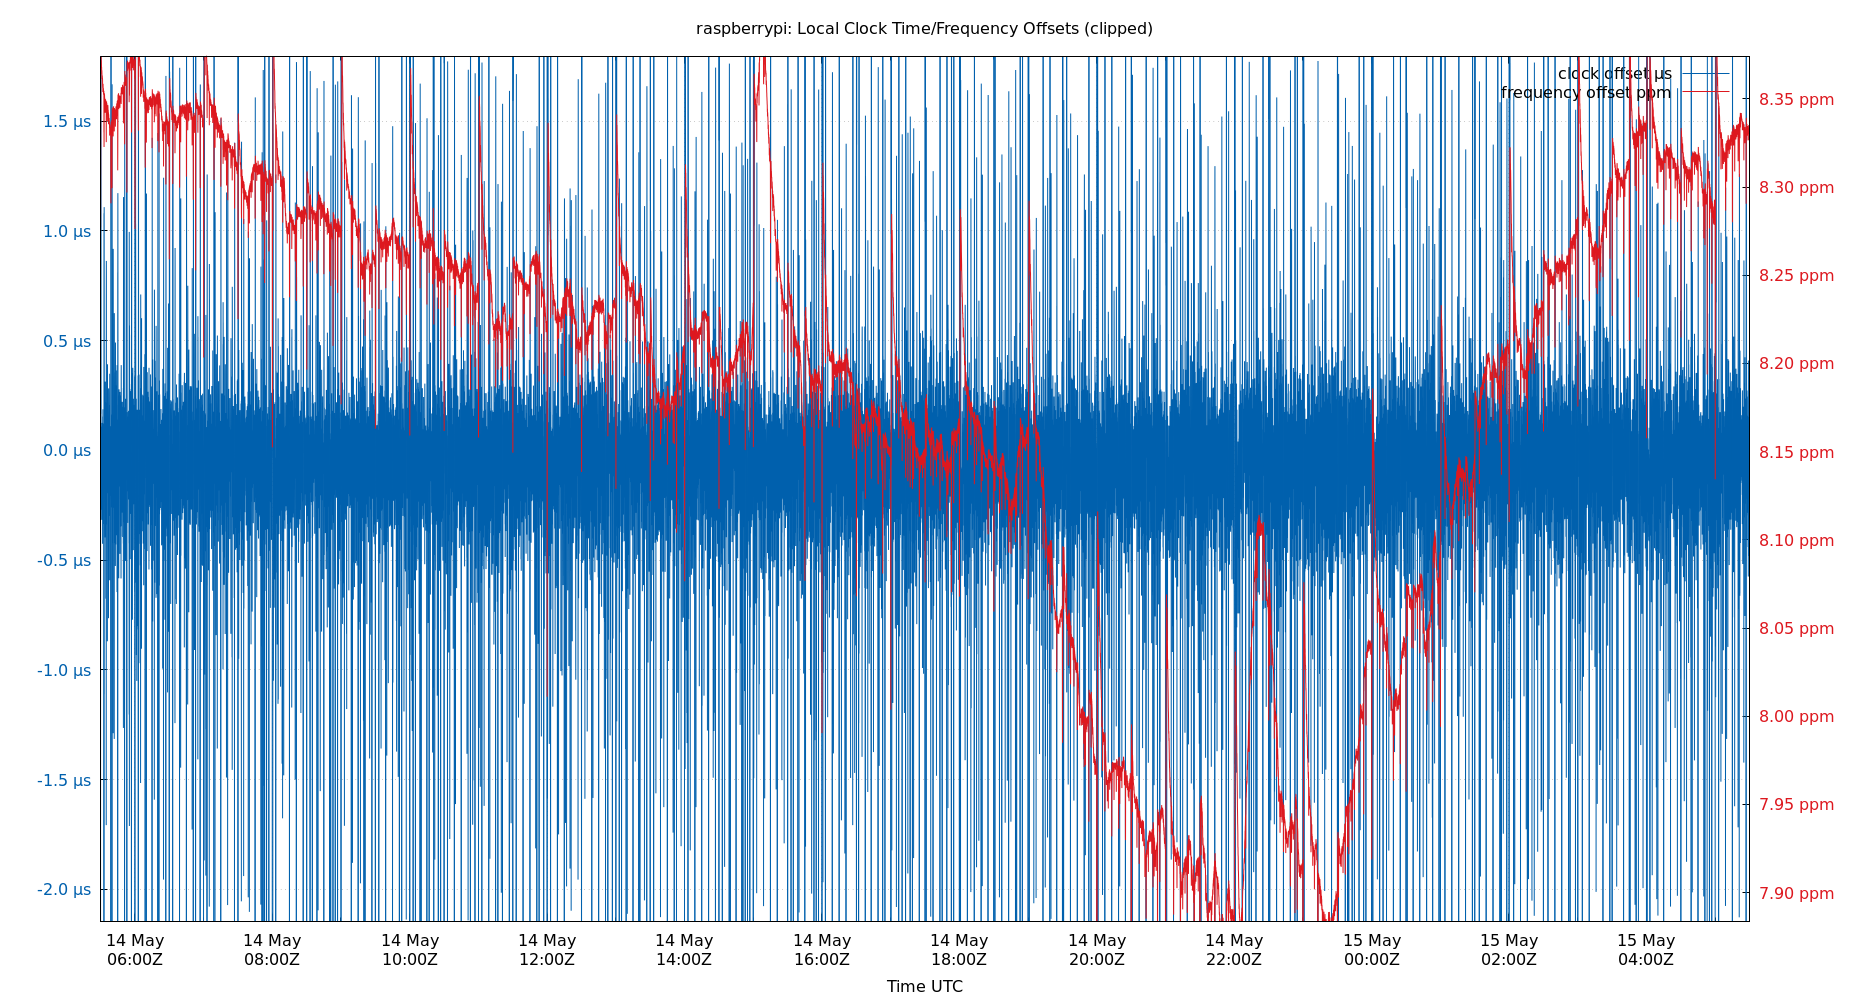 raspberrypi: Local Clock Time/Frequency Offsets (clipped)
clock offset µs
frequency offset ppm
1.5 µs
1.0 µs
0.5 µs
0.0 µs
-0.5 µs
-1.0 µs
-1.5 µs
-2.0 µs
8.35 ppm
8.30 ppm
8.25 ppm
8.20 ppm
8.15 ppm
8.10 ppm
8.05 ppm
8.00 ppm
7.95 ppm
7.90 ppm
14 May 14 May 14 May 14 May 14 May 14 May 14 May 14 May 14 May 15 May 15 May 15 May
06:00Z 08:00Z 10:00Z 12:00Z 14:00Z 16:00Z 18:00Z 20:00Z 22:00Z 00:00Z 02:00Z 04:00Z
Time UTC